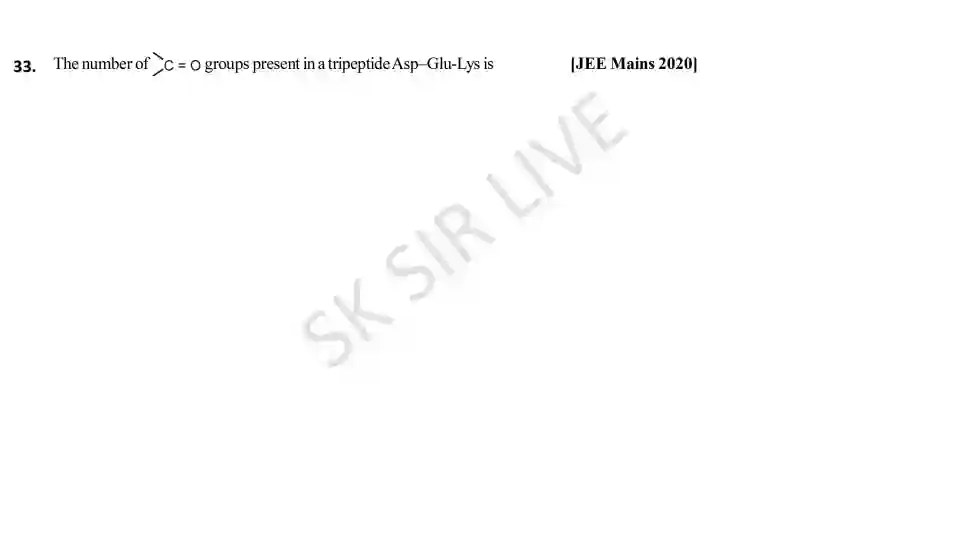 33. The number of >C = O groups present in a tripeptide Asp–Glu-Lys is [JEE Mains 2020]
SK SIR LIVE